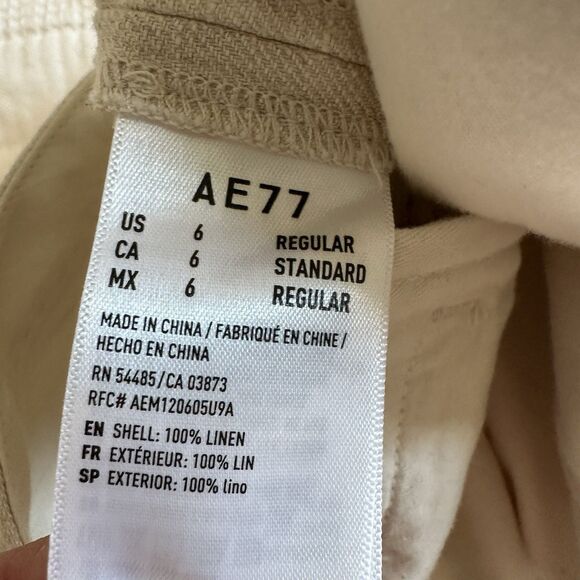 AE77
US 6 REGULAR
CA 6 STANDARD
MX 6 REGULAR
MADE IN CHINA / FABRIQUÉ EN CHINE /
HECHO EN CHINA
RN 54485/CA 03873
RFC# AEM120605U9A
EN SHELL: 100% LINEN
FR EXTÉRIEUR: 100% LIN
SP EXTERIOR: 100% lino